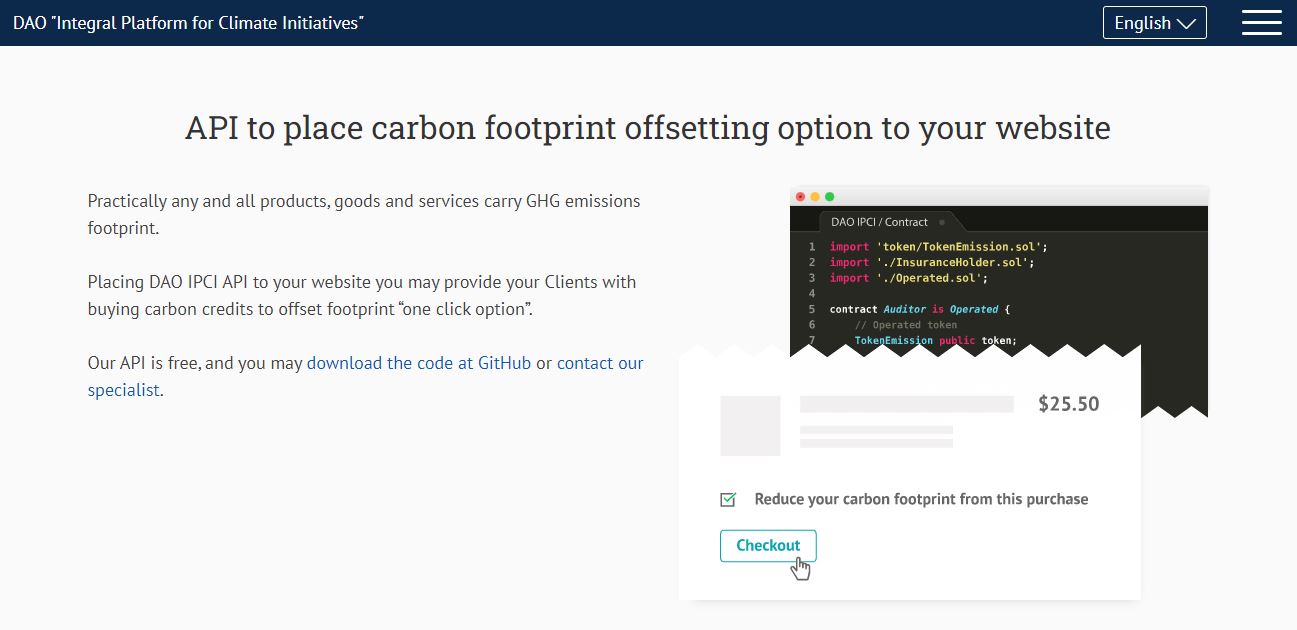 DAO "Integral Platform for Climate Initiatives"
English
API to place carbon footprint offsetting option to your website
Practically any and all products, goods and services carry GHG emissions
footprint.
Placing DAO IPCI API to your website you may provide your Clients with
buying carbon credits to offset footprint “one click option”.
Our API is free, and you may download the code at GitHub or contact our
specialist.
DAO IPCI / Contract
1 import 'token/TokenEmission.sol';
2 import './InsuranceHolder.sol';
3 import './Operated.sol';
4
5 contract Auditor is Operated {
6 // Operated token
7 TokenEmission public token;
$25.50
Reduce your carbon footprint from this purchase
Checkout